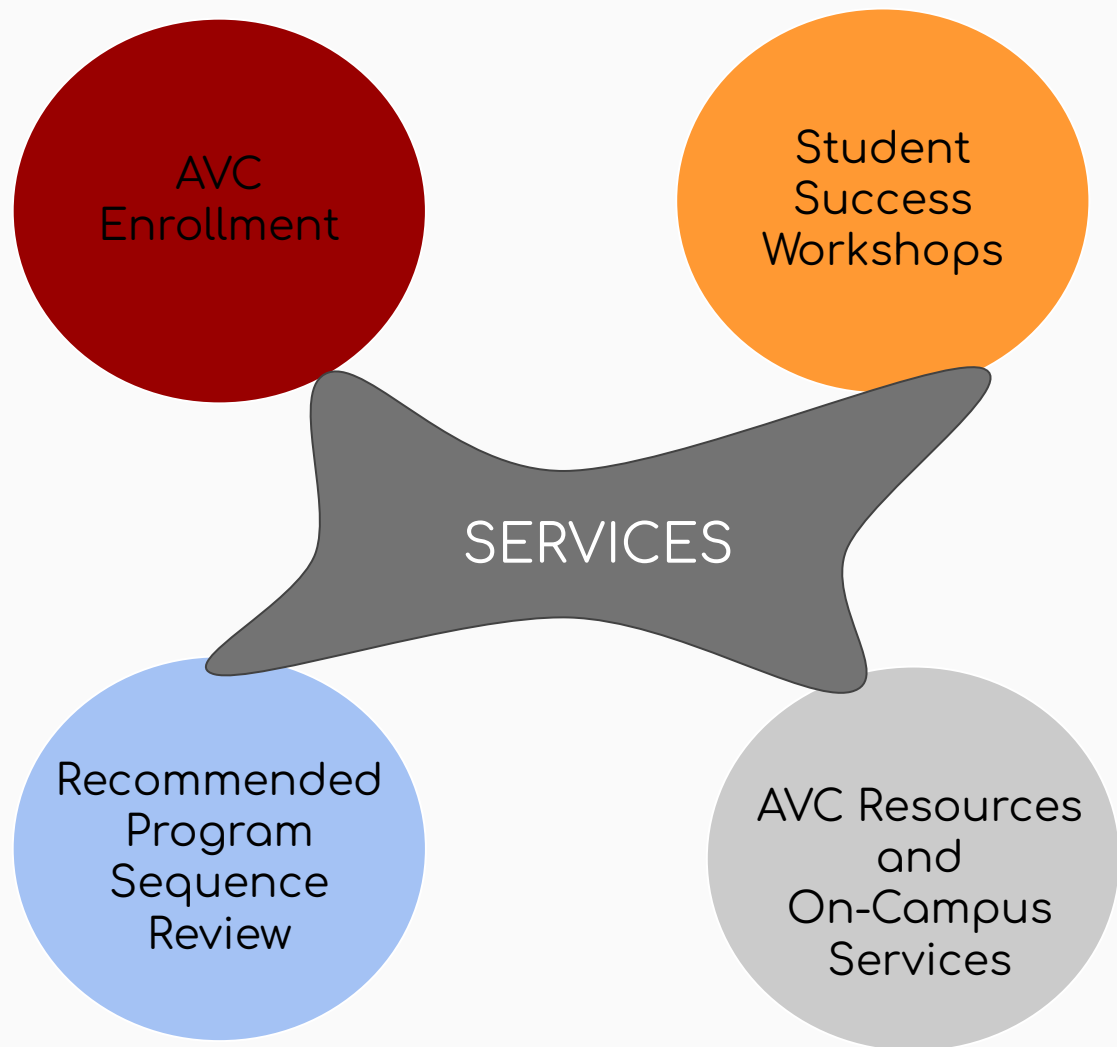 AVC
Enrollment
Student
Success
Workshops
SERVICES
Recommended
Program
Sequence
Review
AVC Resources
and
On-Campus
Services